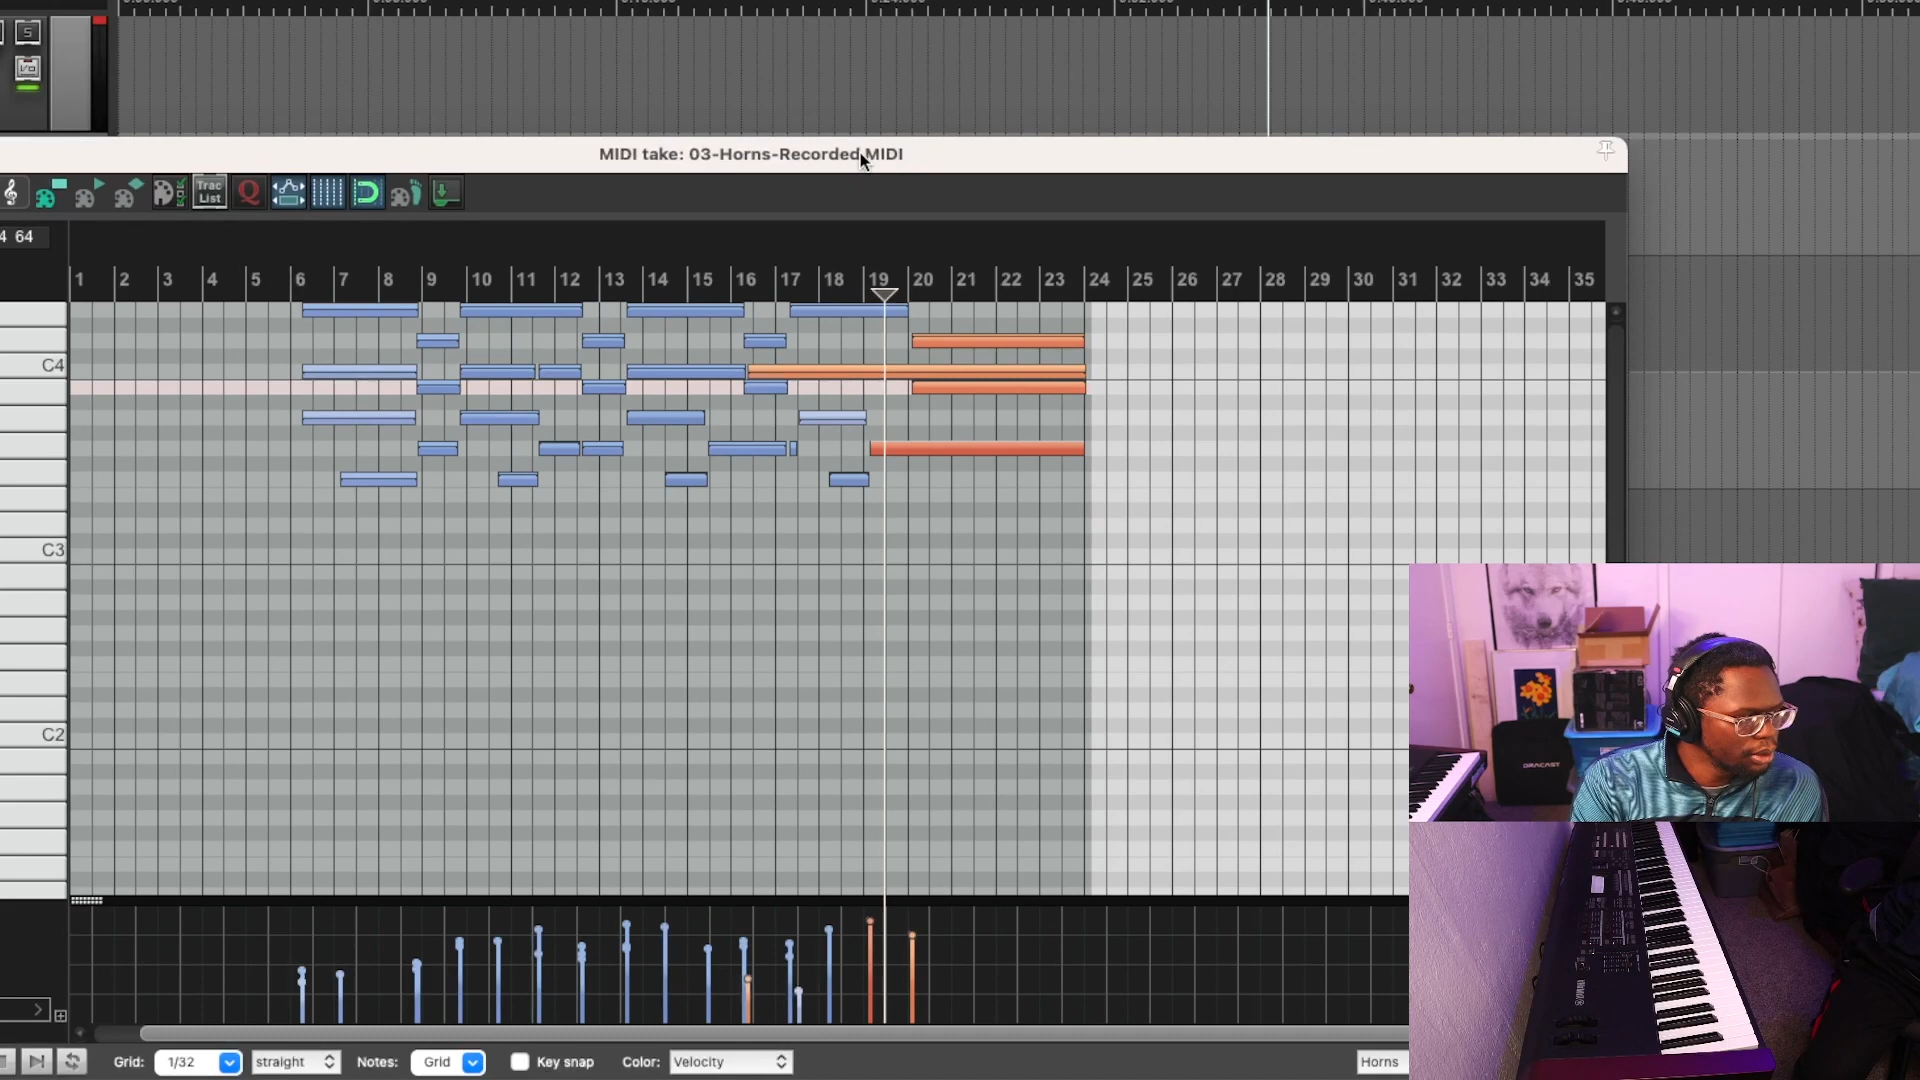 S
I/O
MIDI take: 03-Horns-Recorded MIDI
Trac
List
Q
4 64
1 2 3 4 5 6 7 8 9 10 11 12 13 14 15 16 17 18 19 20 21 22 23 24 25 26 27 28 29 30 31 32 33 34 35
C4
C3
C2
DRACAST
YAMAHA
Grid: 1/32 straight Notes: Grid Key snap Color: Velocity Horns